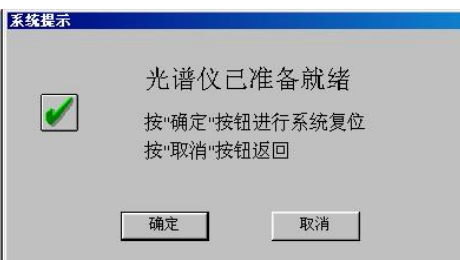 系统提示
光谱仪已准备就绪
按"确定"按钮进行系统复位
按"取消"按钮返回
确定
取消